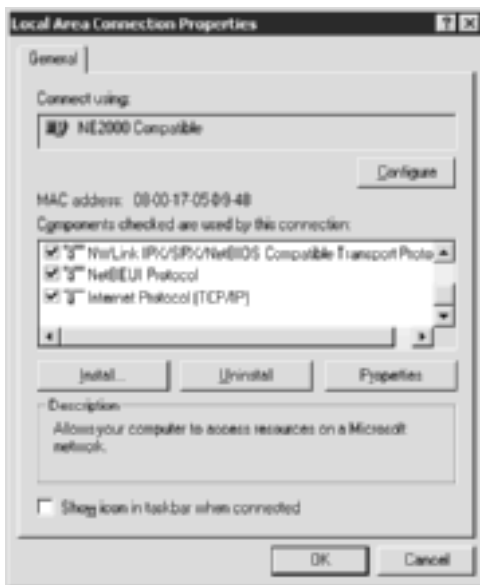 Local Area Connection Properties
General
Connect using:
NE2000 Compatible
Configure
MAC address: 08-00-17-05-B9-48
Components checked are used by this connection:
NWLink IPX/SPX/NetBIOS Compatible Transport Proto
NetBEUI Protocol
Internet Protocol (TCP/IP)
Install...
Uninstall
Properties
Description
Allows your computer to access resources on a Microsoft
network.
Show icon in taskbar when connected
OK
Cancel